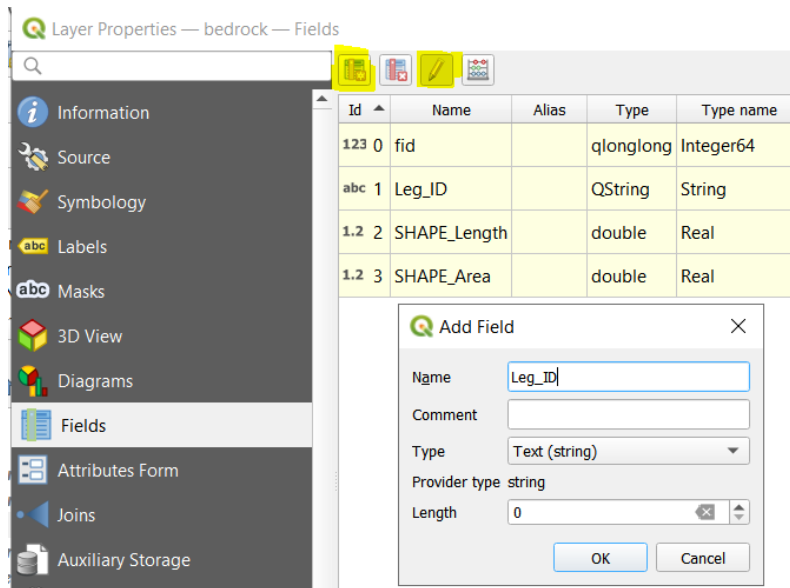 Layer Properties — bedrock — Fields
Information
Source
Symbology
abc Labels
abc Masks
3D View
Diagrams
Fields
Attributes Form
Joins
Auxiliary Storage
Id Name Alias Type Type name
123 0 fid qlonglong Integer64
abc 1 Leg_ID QString String
1.2 2 SHAPE_Length double Real
1.2 3 SHAPE_Area double Real
Add Field
Name Leg_ID
Comment
Type Text (string)
Provider type string
Length 0
OK Cancel